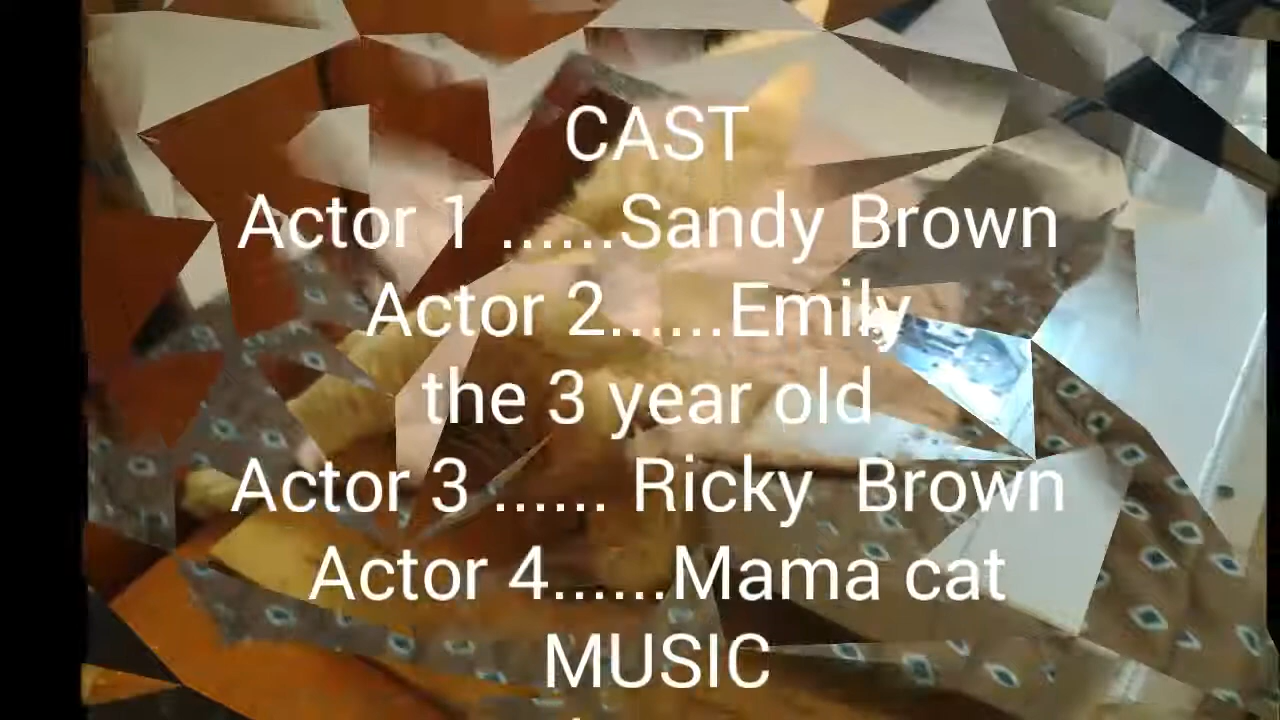 CAST
Actor 1 ......Sandy Brown
Actor 2......Emily
the 3 year old
Actor 3 ...... Ricky  Brown
Actor 4......Mama cat
MUSIC